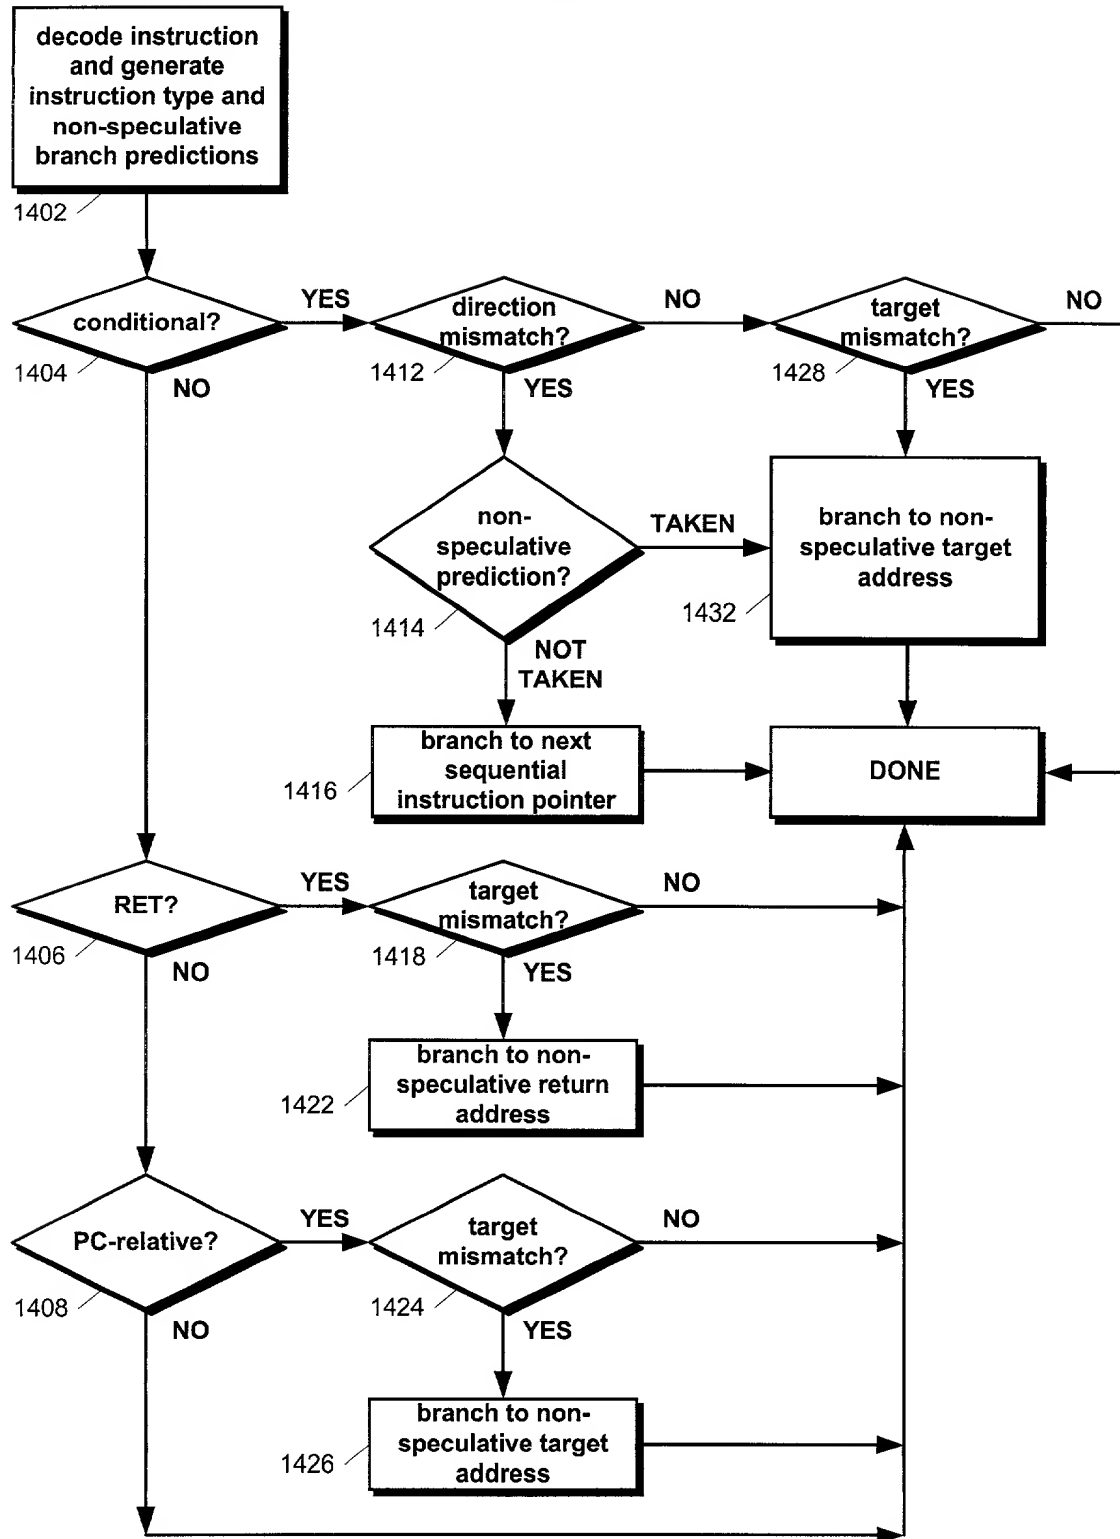 decode instruction
and generate
instruction type and
non-speculative
branch predictions
1402
conditional?
1404
YES
NO
direction
mismatch?
1412
NO
YES
target
mismatch?
1428
NO
YES
non-
speculative
prediction?
1414
TAKEN
NOT
TAKEN
branch to non-
speculative target
address
1432
branch to next
sequential
instruction pointer
1416
DONE
RET?
1406
YES
NO
target
mismatch?
1418
NO
YES
branch to non-
speculative return
address
1422
PC-relative?
1408
YES
NO
target
mismatch?
1424
NO
YES
branch to non-
speculative target
address
1426